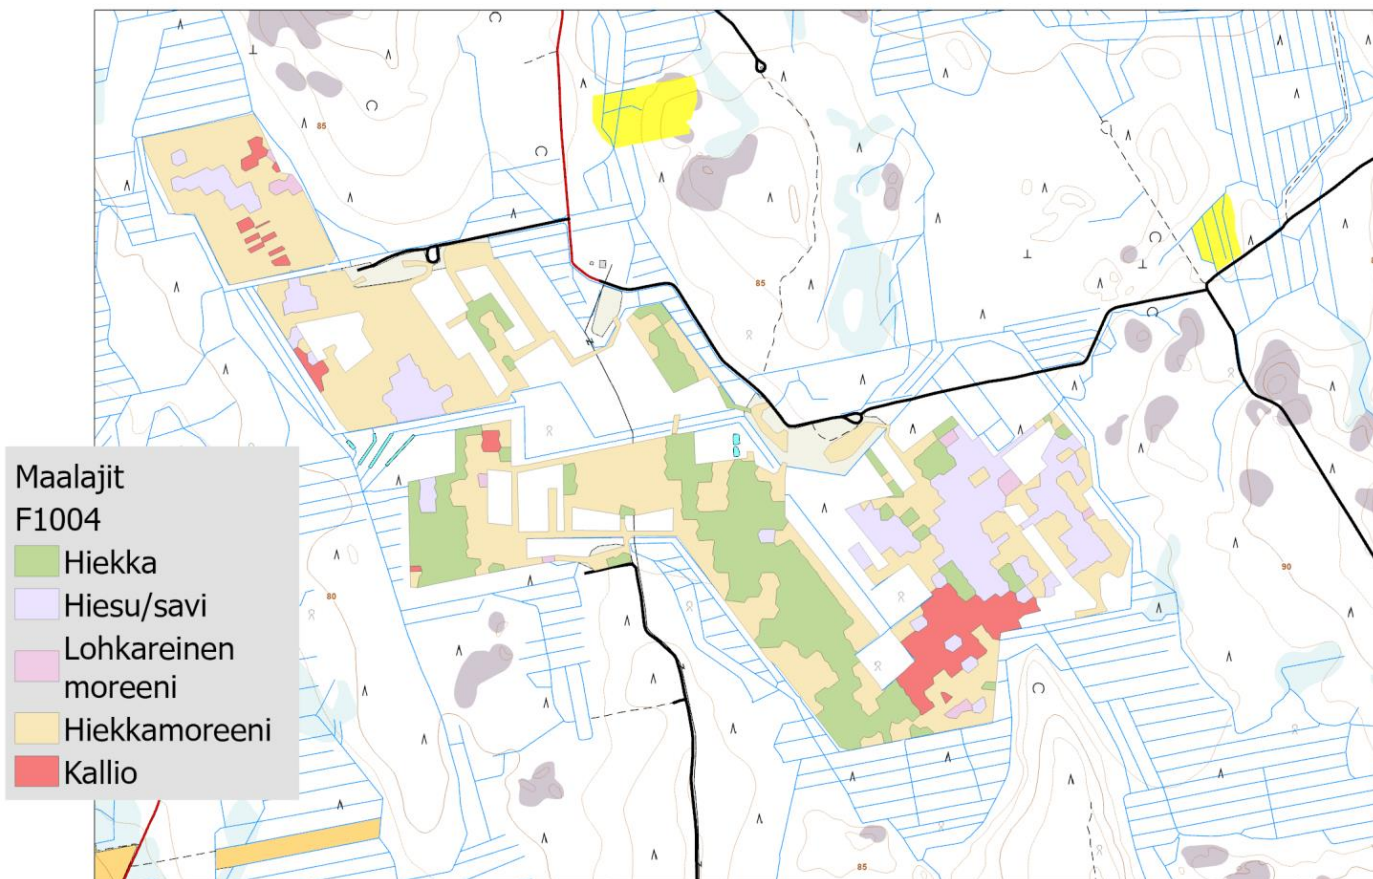 85
85
Maalajit
F1004
Hiekka
Hiesu/savi
Lohkareinen
moreeni
Hiekkamoreeni
Kallio
80
90
85